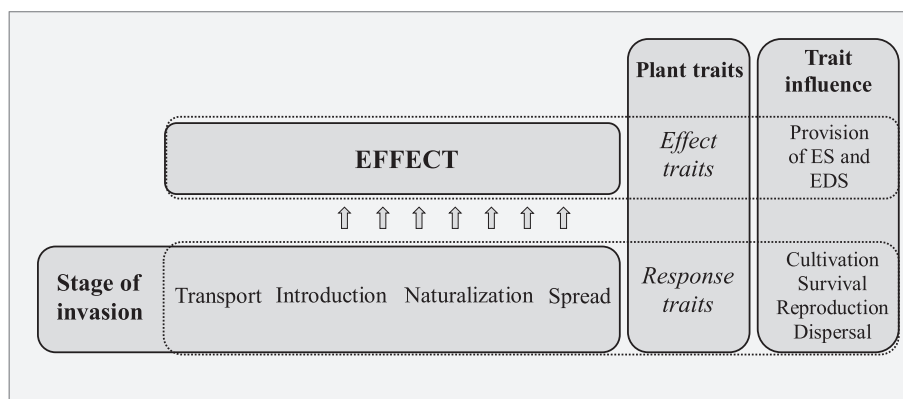 Plant traits
Trait
influence
EFFECT
Effect
traits
Provision
of ES and
EDS
Stage of
invasion
Transport Introduction Naturalization Spread
Response
traits
Cultivation
Survival
Reproduction
Dispersal